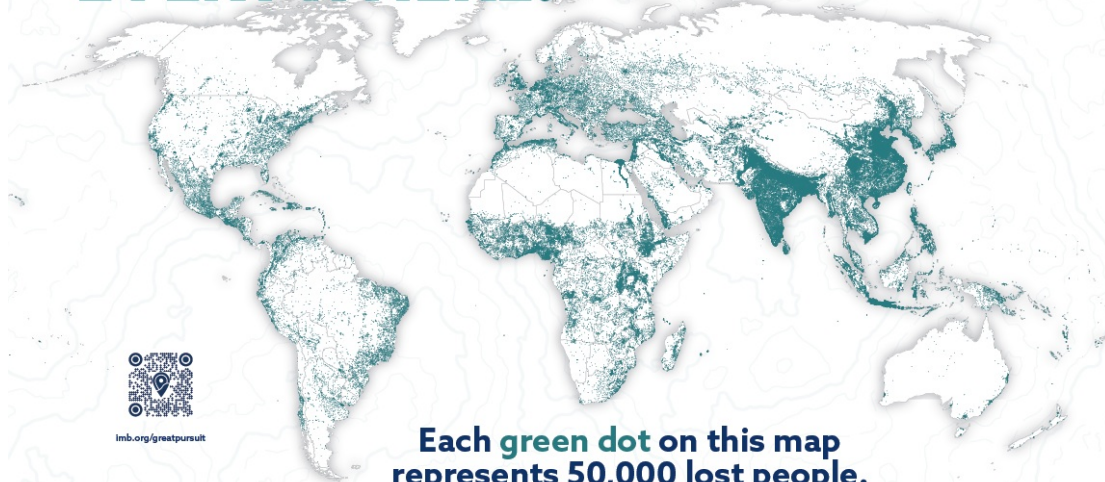 imb.org/greatpursuit
Each green dot on this map
represents 50,000 lost people.